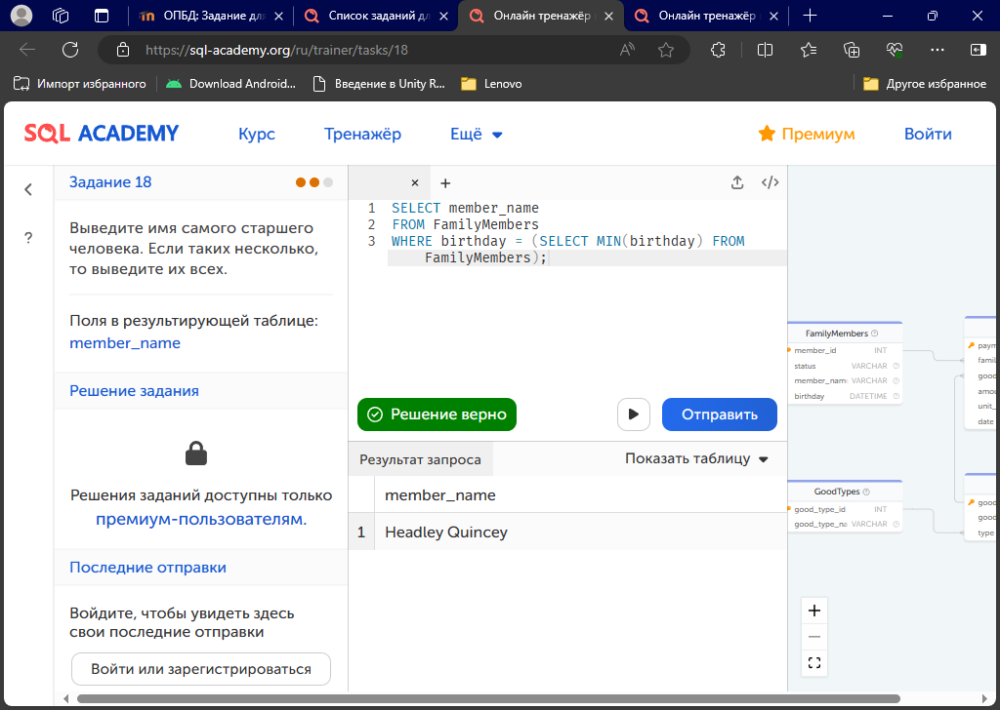 ОПБД: Задание для
Список заданий дл
Онлайн тренажёр
Онлайн тренажёр
https://sql-academy.org/ru/trainer/tasks/18
Импорт избранного
Download Android...
Введение в Unity R...
Lenovo
Другое избранное
SQL ACADEMY
Курс
Тренажёр
Ещё
Премиум
Войти
Задание 18
?
Выведите имя самого старшего
человека. Если таких несколько,
то выведите их всех.
Поля в результирующей таблице:
member_name
Решение задания
Решения заданий доступны только
премиум-пользователям.
Последние отправки
Войдите, чтобы увидеть здесь
свои последние отправки
Войти или зарегистрироваться
1 SELECT member_name
2 FROM FamilyMembers
3 WHERE birthday = (SELECT MIN(birthday) FROM
FamilyMembers);
Решение верно
Отправить
Результат запроса
Показать таблицу
member_name
1 Headley Quincey
FamilyMembers
member_id INT
status VARCHAR
member_name VARCHAR
birthday DATETIME
GoodTypes
good_type_id INT
good_type_na VARCHAR
paym
famil
good
amou
unit_
date
good
good
type